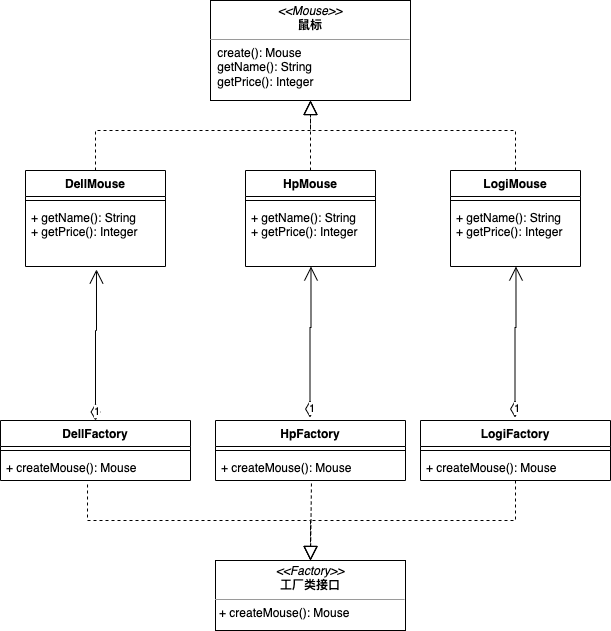 <<Mouse>>
鼠标
create(): Mouse
getName(): String
getPrice(): Integer
DellMouse
+ getName(): String
+ getPrice(): Integer
HpMouse
+ getName(): String
+ getPrice(): Integer
LogiMouse
+ getName(): String
+ getPrice(): Integer
1
1
1
DellFactory
+ createMouse(): Mouse
HpFactory
+ createMouse(): Mouse
LogiFactory
+ createMouse(): Mouse
<<Factory>>
工厂类接口
+ createMouse(): Mouse